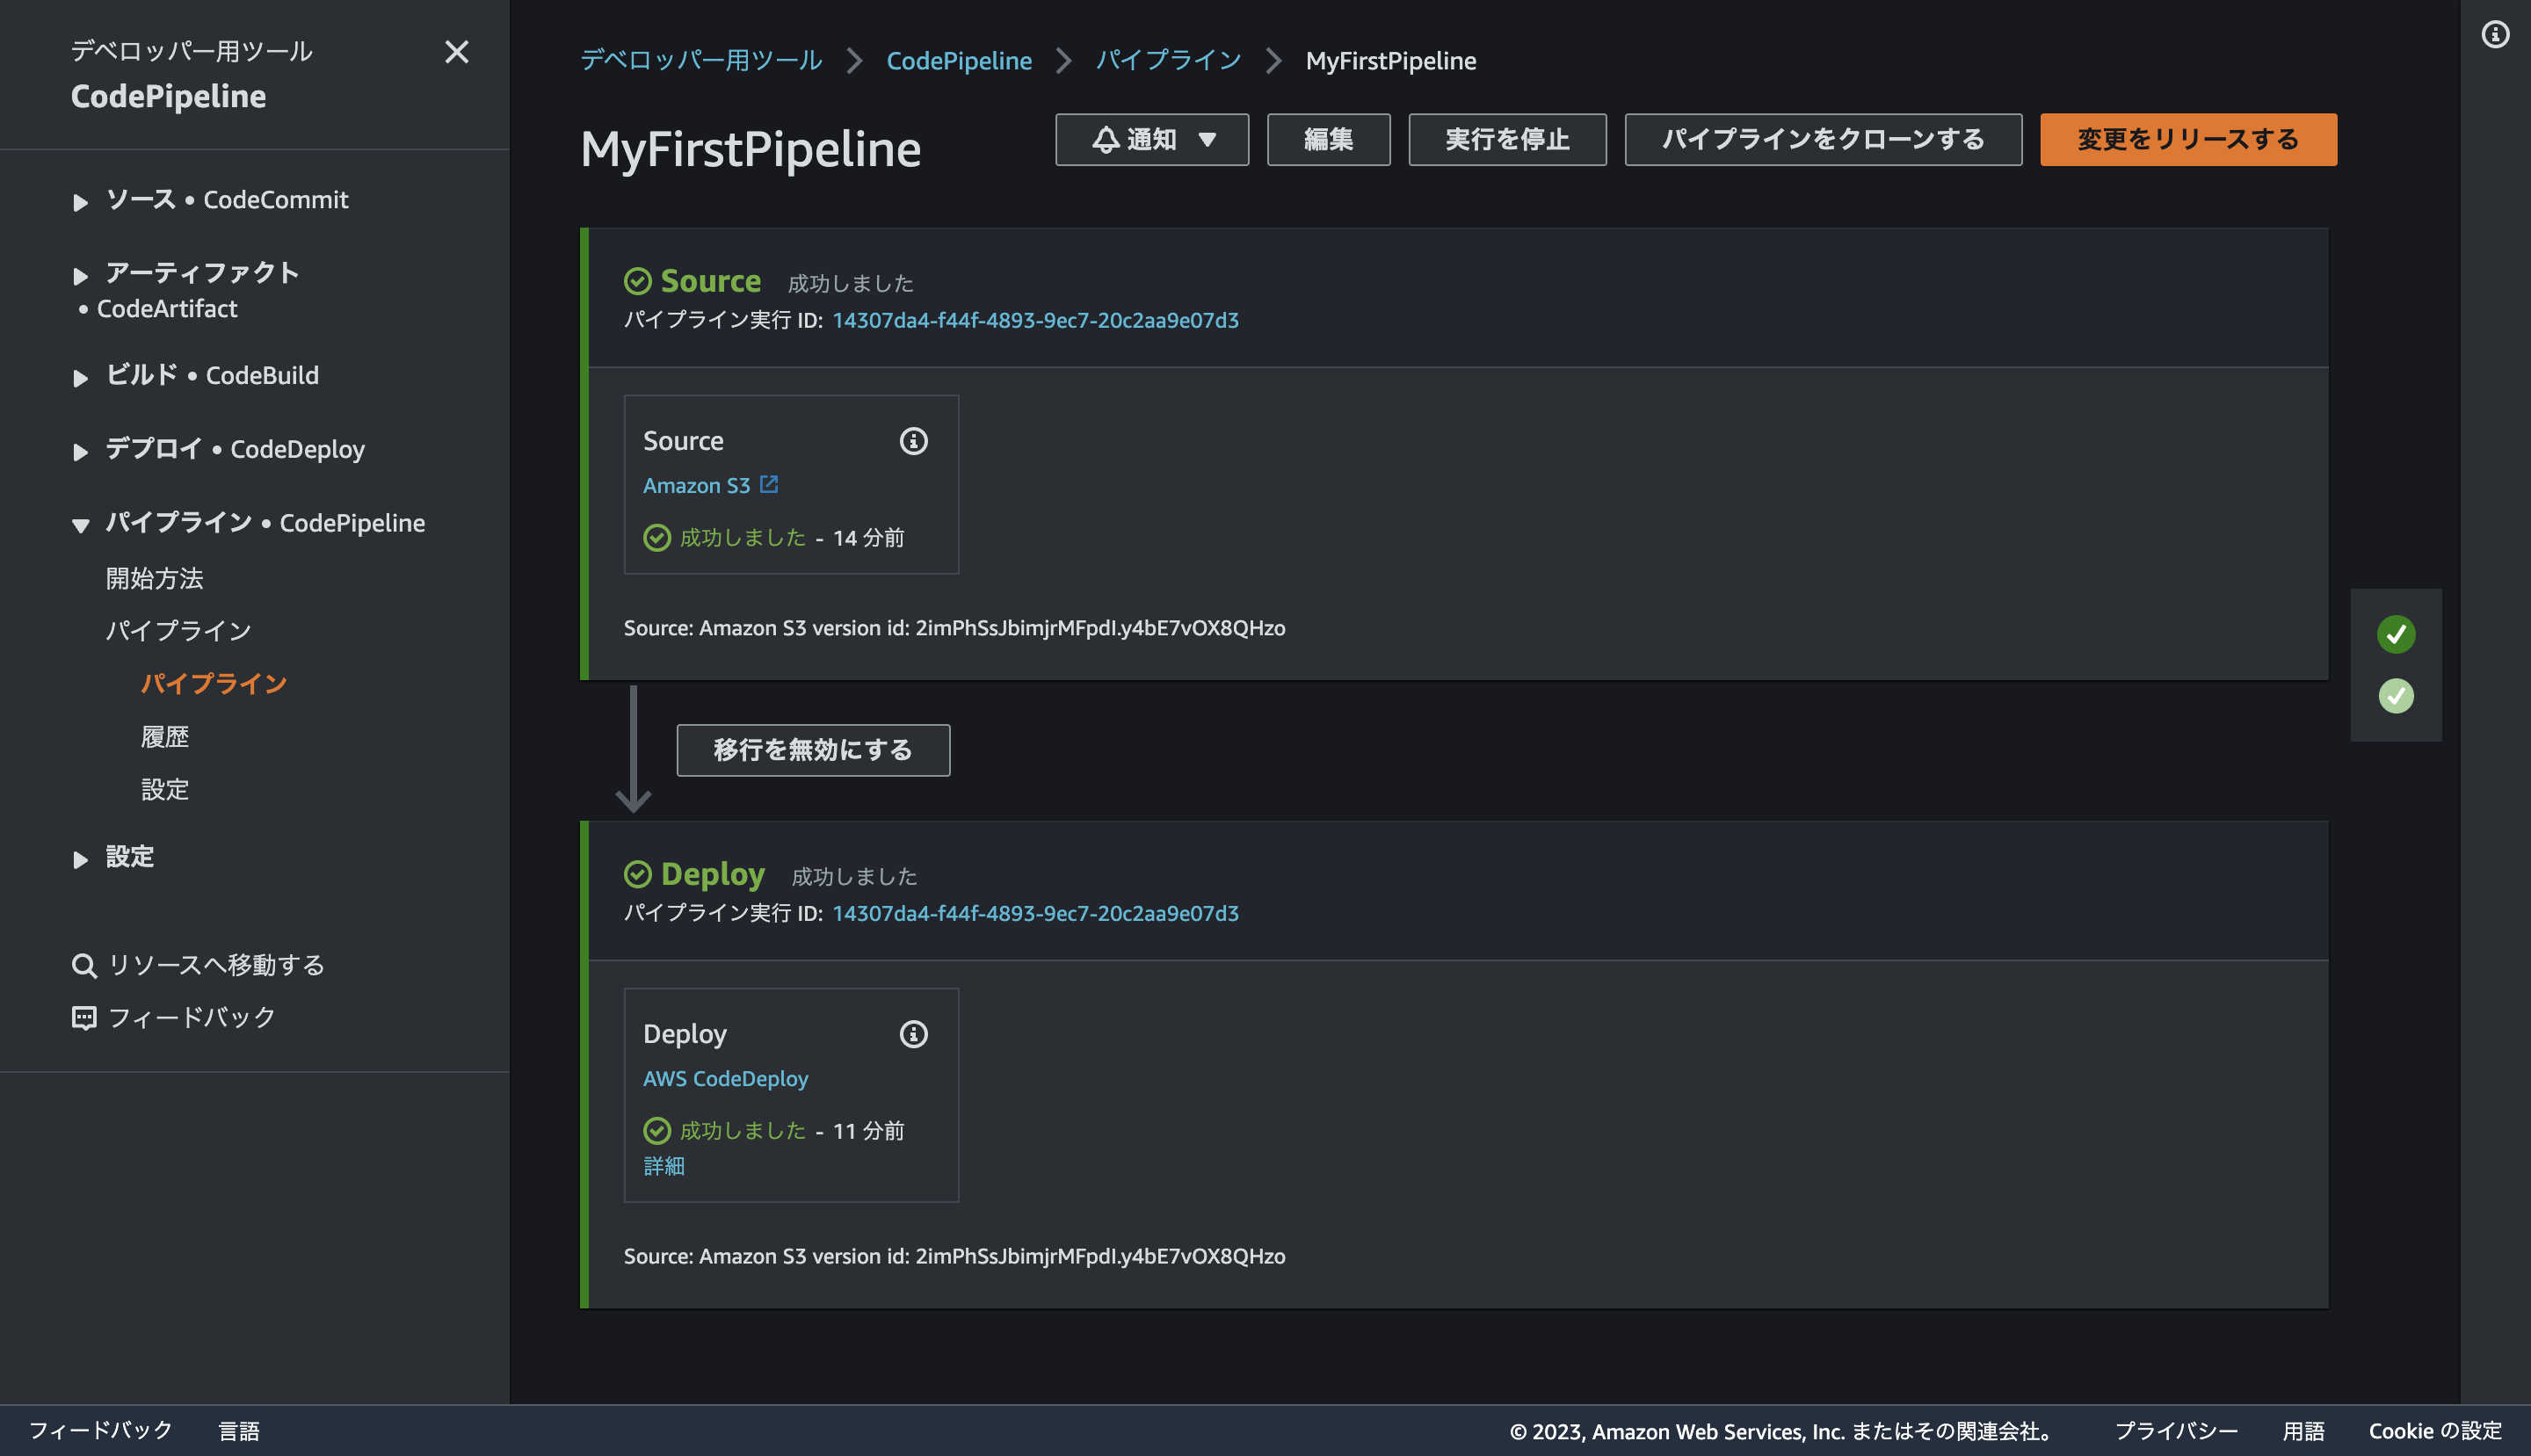 デベロッパー用ツール
CodePipeline
ソース • CodeCommit
アーティファクト
• CodeArtifact
ビルド • CodeBuild
デプロイ • CodeDeploy
パイプライン • CodePipeline
開始方法
パイプライン
パイプライン
履歴
設定
設定
リソースへ移動する
フィードバック
デベロッパー用ツール CodePipeline パイプライン MyFirstPipeline
MyFirstPipeline
通知 編集 実行を停止 パイプラインをクローンする 変更をリリースする
Source 成功しました
パイプライン実行 ID: 14307da4-f44f-4893-9ec7-20c2aa9e07d3
Source
Amazon S3
成功しました - 14 分前
Source: Amazon S3 version id: 2imPhSsJbimjrMFpdI.y4bE7vOX8QHzo
移行を無効にする
Deploy 成功しました
パイプライン実行 ID: 14307da4-f44f-4893-9ec7-20c2aa9e07d3
Deploy
AWS CodeDeploy
成功しました - 11 分前
詳細
Source: Amazon S3 version id: 2imPhSsJbimjrMFpdI.y4bE7vOX8QHzo
フィードバック 言語 © 2023, Amazon Web Services, Inc. またはその関連会社。 プライバシー 用語 Cookie の設定